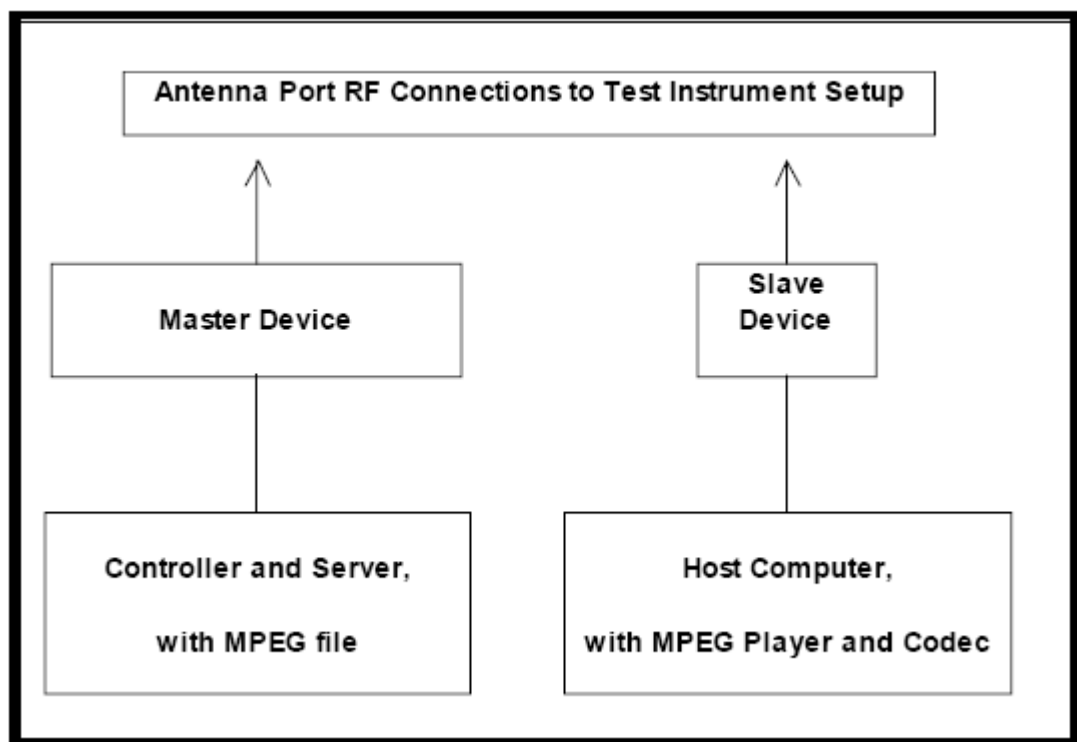 Antenna Port RF Connections to Test Instrument Setup
Master Device
Slave
Device
Controller and Server,
with MPEG file
Host Computer,
with MPEG Player and Codec